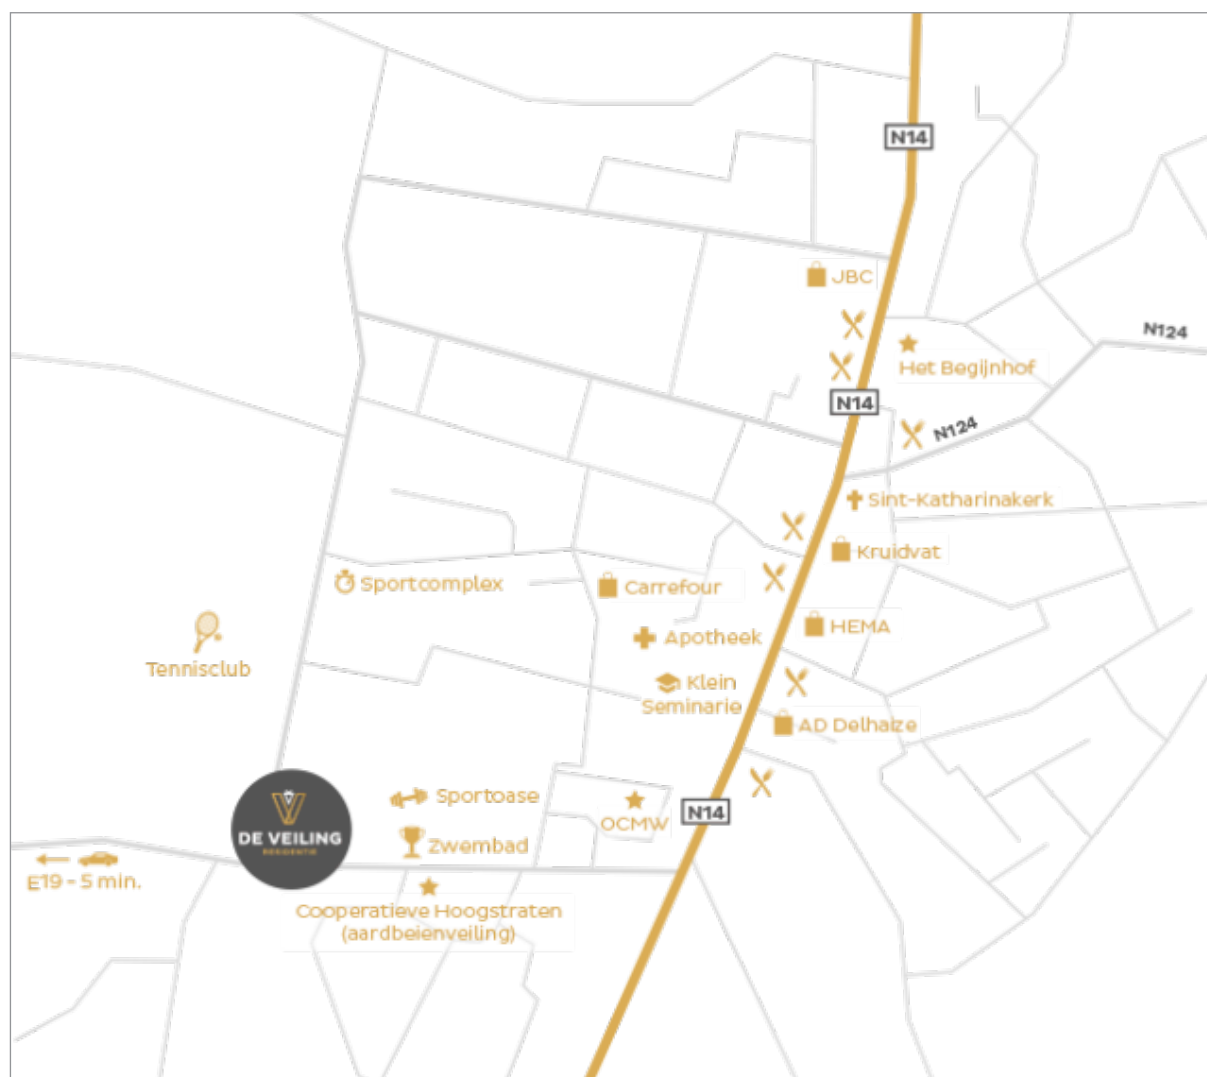 N14
JBC
N124
Het Begijnhof
N14
N124
Sint-Katharinakerk
Kruidvat
Sportcomplex
Carrefour
HEMA
Apotheek
Tennisclub
Klein
Seminarie
AD Delhaize
Sportoase
OCMW
N14
DE VEILING
RESIDENTIE
Zwembad
E19 - 5 min.
Cooperatieve Hoogstraten
(aardbeienveiling)